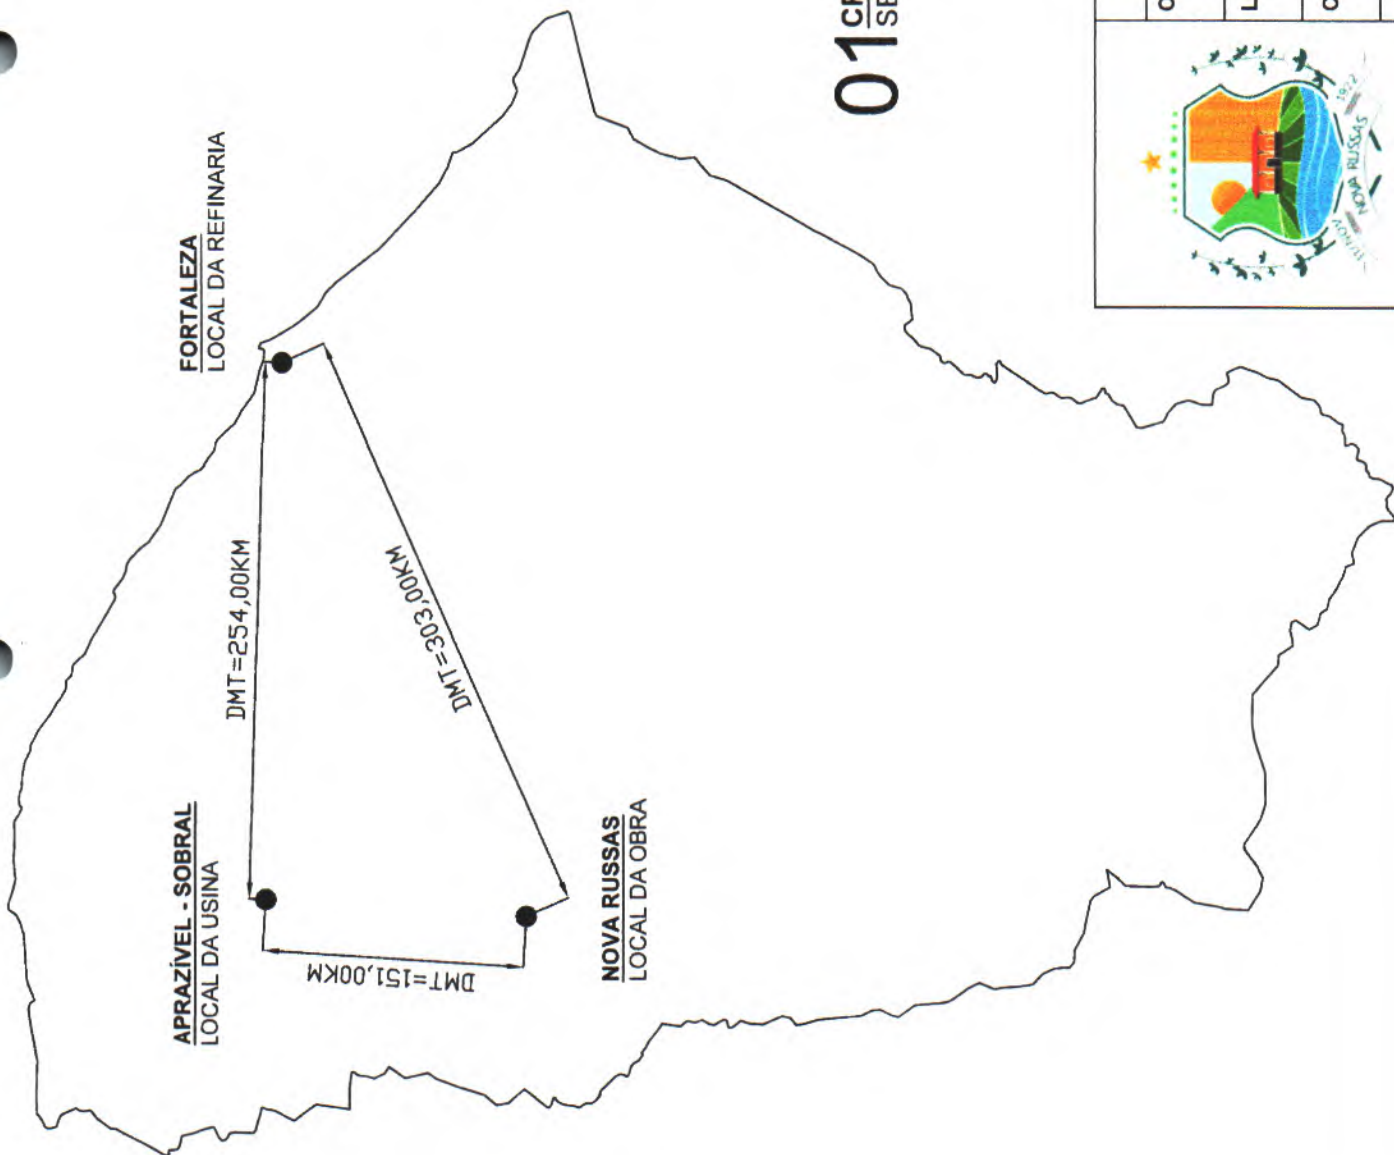 FORTALEZA
LOCAL DA REFINARIA
APRAZÍVEL - SOBRAL
LOCAL DA USINA
DMT=254,00KM
DMT=303,00KM
DMT=151,00KM
NOVA RUSSAS
LOCAL DA OBRA
01
NOVA RUSSAS
1922